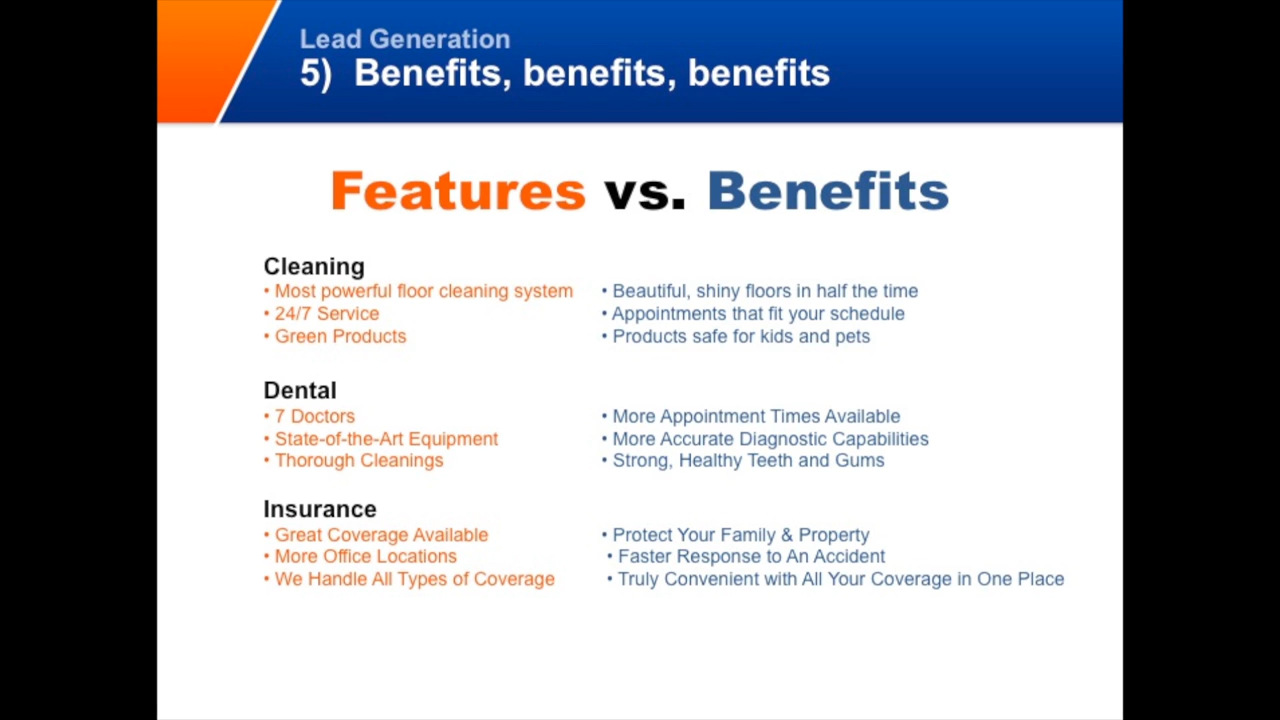 Lead Generation
5) Benefits, benefits, benefits
Features vs. Benefits
Cleaning
• Most powerful floor cleaning system • Beautiful, shiny floors in half the time
• 24/7 Service • Appointments that fit your schedule
• Green Products • Products safe for kids and pets
Dental
• 7 Doctors • More Appointment Times Available
• State-of-the-Art Equipment • More Accurate Diagnostic Capabilities
• Thorough Cleanings • Strong, Healthy Teeth and Gums
Insurance
• Great Coverage Available • Protect Your Family & Property
• More Office Locations • Faster Response to An Accident
• We Handle All Types of Coverage • Truly Convenient with All Your Coverage in One Place